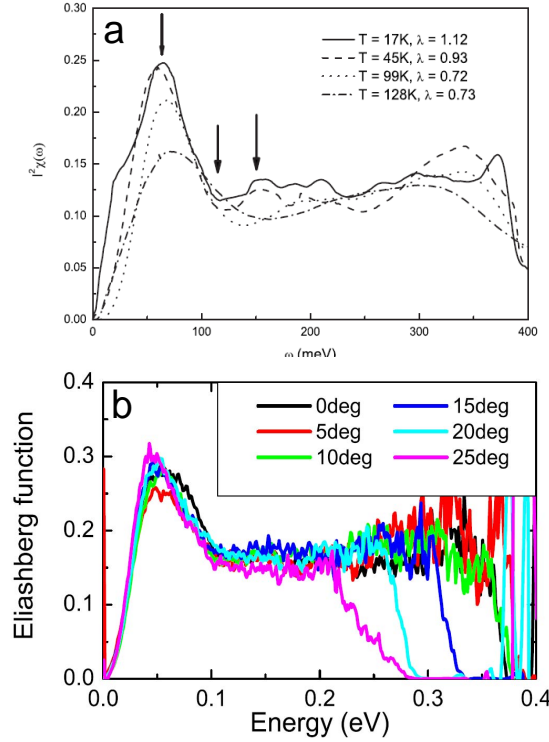 a
0.30
0.25
0.20
0.15
0.10
0.05
0.00
I²χ(ω)
T = 17K, λ = 1.12
T = 45K, λ = 0.93
T = 99K, λ = 0.72
T = 128K, λ = 0.73
0 100 200 300 400
ω (meV)
b
0.4
0.3
0.2
0.1
0.0
Eliashberg function
0deg 15deg
5deg 20deg
10deg 25deg
0.0 0.1 0.2 0.3 0.4
Energy (eV)